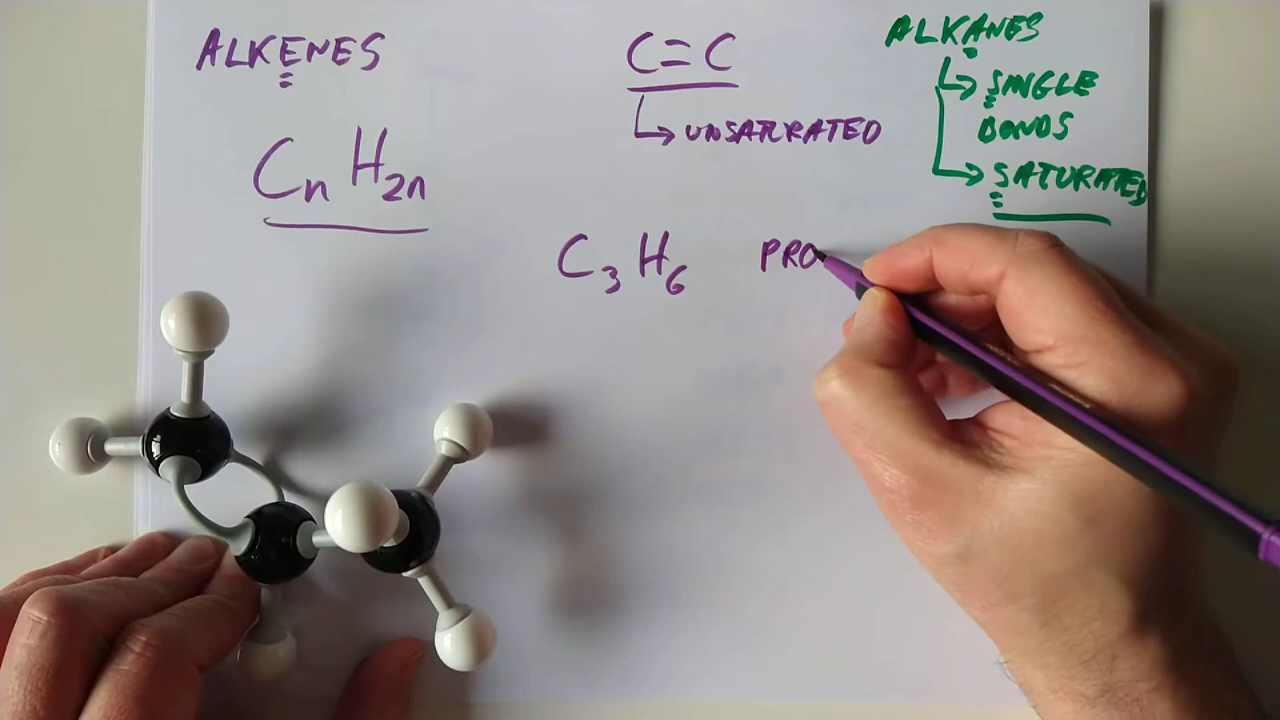 ALKENES
CnH2n
C=C
UNSATURATED
ALKANES
SINGLE
BONDS
SATURATED
C3H6 PRO